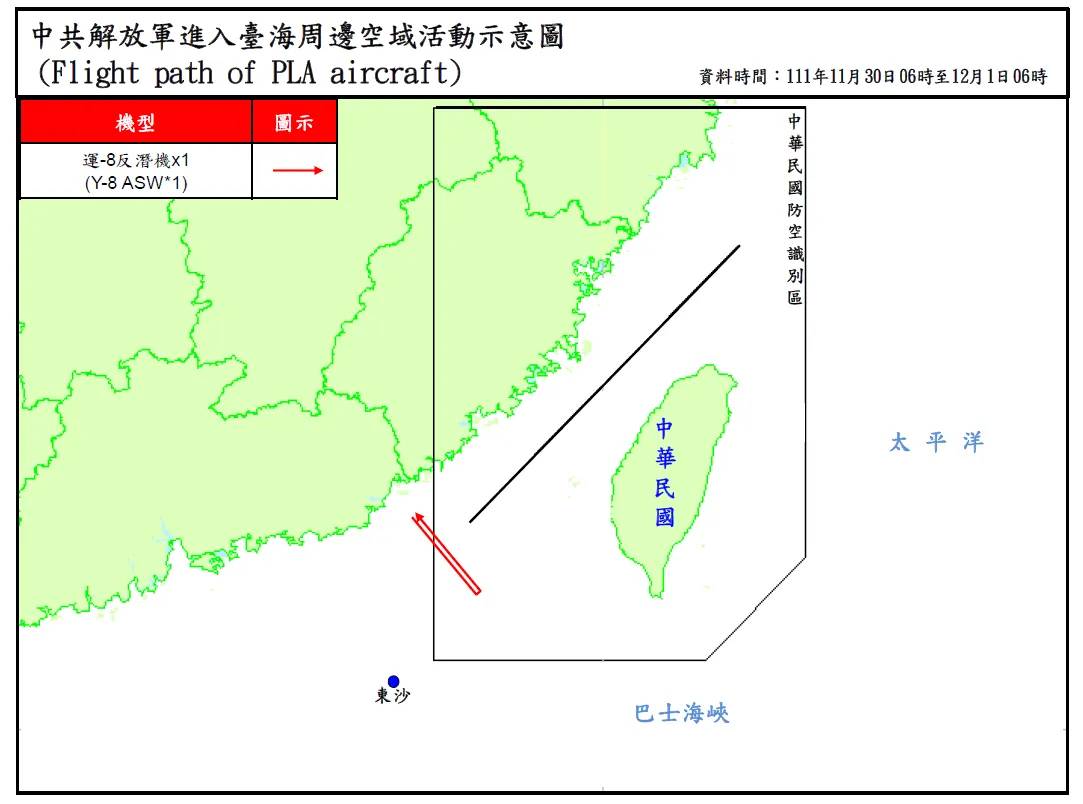 中共解放軍進入臺海周邊空域活動示意圖
(Flight path of PLA aircraft)
資料時間：111年11月30日06時至12月1日06時
機型
圖示
運-8反潛機x1
(Y-8 ASW*1)
中華民國防空識別區
中華民國
太平洋
東沙
巴士海峽